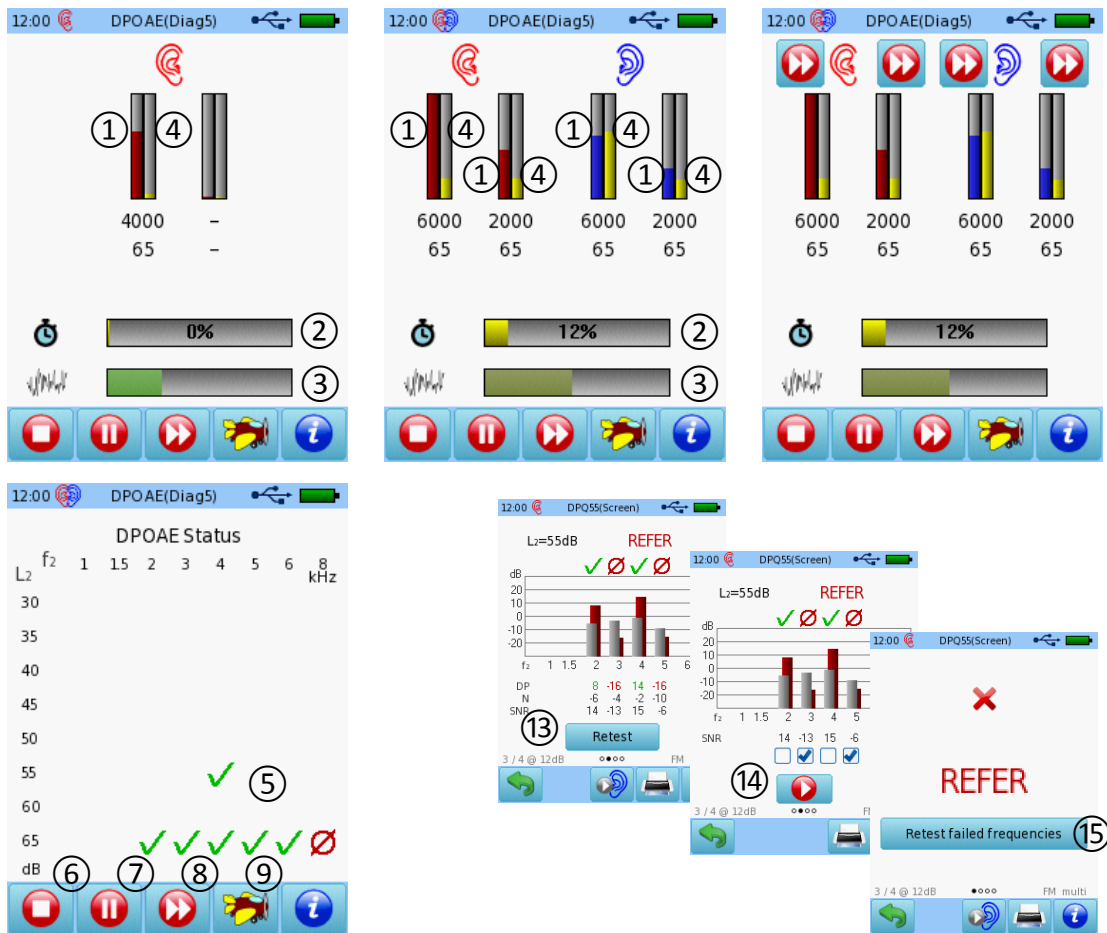 12:00 DPOAE(Diag5)
① ④
4000 –
65 –
0% ②
③
12:00 DPOAE(Diag5)
① ④ ① ④
① ④ ① ④
6000 2000 6000 2000
65 65 65 65
12% ②
③
12:00 DPOAE(Diag5)
6000 2000 6000 2000
65 65 65 65
12%
12:00 DPOAE(Diag5)
DPOAE Status
f2 1 1.5 2 3 4 5 6 8
L2 kHz
30
35
40
45
50
55 ⑤
60
65
dB ⑥ ⑦ ⑧ ⑨
12:00 DPQ55(Screen)
L2=55dB REFER
dB
20
10
0
-10
-20
f2 1 1.5 2 3 4 5 6
DP 8 -16 14 -16
N -6 -4 -2 -10
SNR 14 -13 15 -6
⑬ Retest
3 / 4 @ 12dB FM
12:00 DPQ55(Screen)
L2=55dB REFER
dB
20
10
0
-10
-20
f2 1 1.5 2 3 4 5
SNR 14 -13 15 -6
⑭
3 / 4 @ 12dB
12:00 DPQ55(Screen)
REFER
Retest failed frequencies ⑮
3 / 4 @ 12dB FM multi